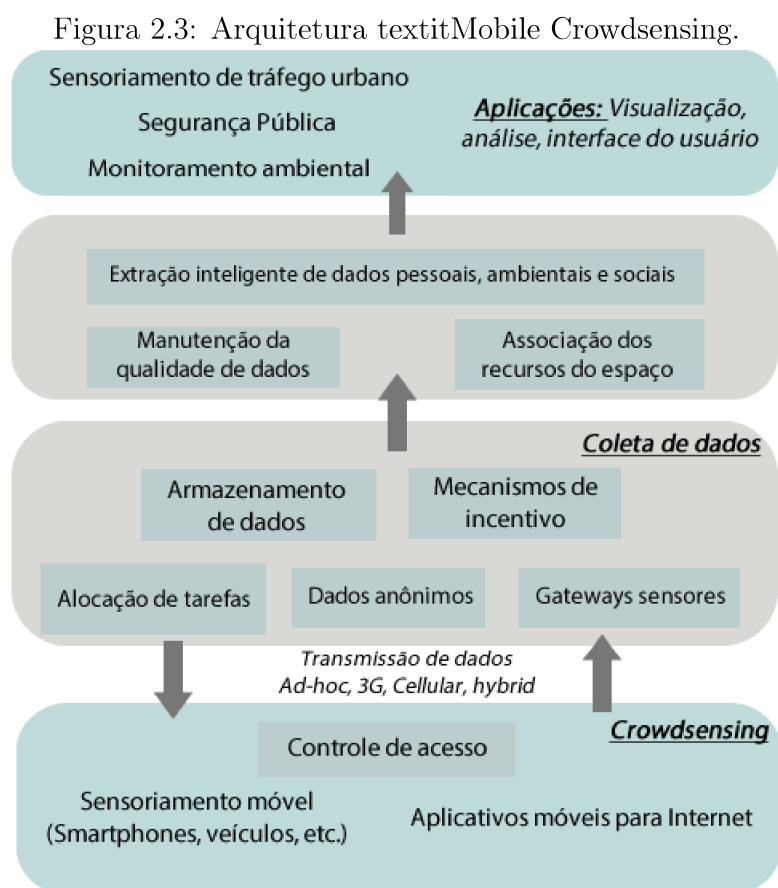 Figura 2.3: Arquitetura textitMobile Crowdsensing.
Sensoriamento de tráfego urbano
Segurança Pública
Monitoramento ambiental
Aplicações: Visualização,
análise, interface do usuário
Extração inteligente de dados pessoais, ambientais e sociais
Manutenção da
qualidade de dados
Associação dos
recursos do espaço
Coleta de dados
Armazenamento
de dados
Mecanismos de
incentivo
Alocação de tarefas
Dados anônimos
Gateways sensores
Transmissão de dados
Ad-hoc, 3G, Cellular, hybrid
Crowdsensing
Controle de acesso
Sensoriamento móvel
(Smartphones, veículos, etc.)
Aplicativos móveis para Internet